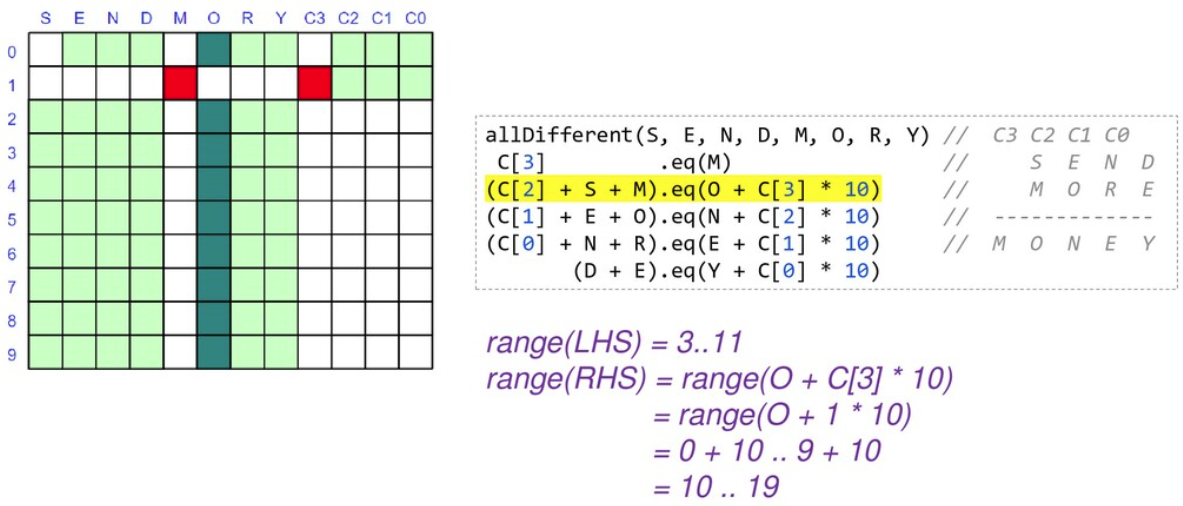 S E N D M O R Y C3 C2 C1 C0
0
1
2
3
4
5
6
7
8
9
allDifferent(S, E, N, D, M, O, R, Y) // C3 C2 C1 C0
C[3] .eq(M) // S E N D
(C[2] + S + M).eq(O + C[3] * 10) // M O R E
(C[1] + E + O).eq(N + C[2] * 10) // -------------
(C[0] + N + R).eq(E + C[1] * 10) // M O N E Y
(D + E).eq(Y + C[0] * 10)
range(LHS) = 3..11
range(RHS) = range(O + C[3] * 10)
= range(O + 1 * 10)
= 0 + 10 .. 9 + 10
= 10 .. 19